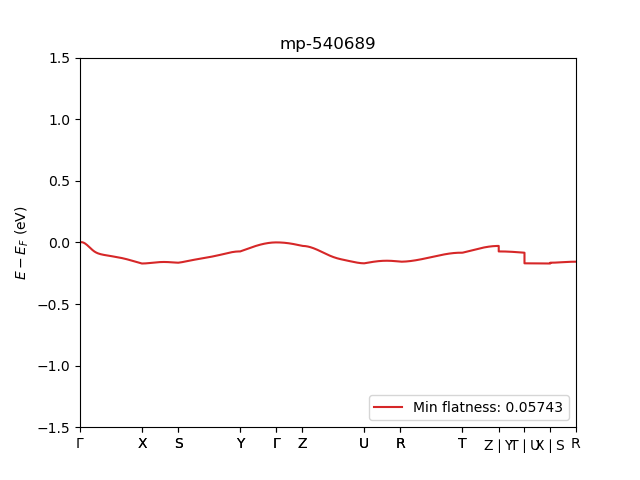 mp-540689
E − E_F (eV)
1.5
1.0
0.5
0.0
−0.5
−1.0
−1.5
Min flatness: 0.05743
Γ X S Y Γ Z U R T Z | Y T | U X | S R